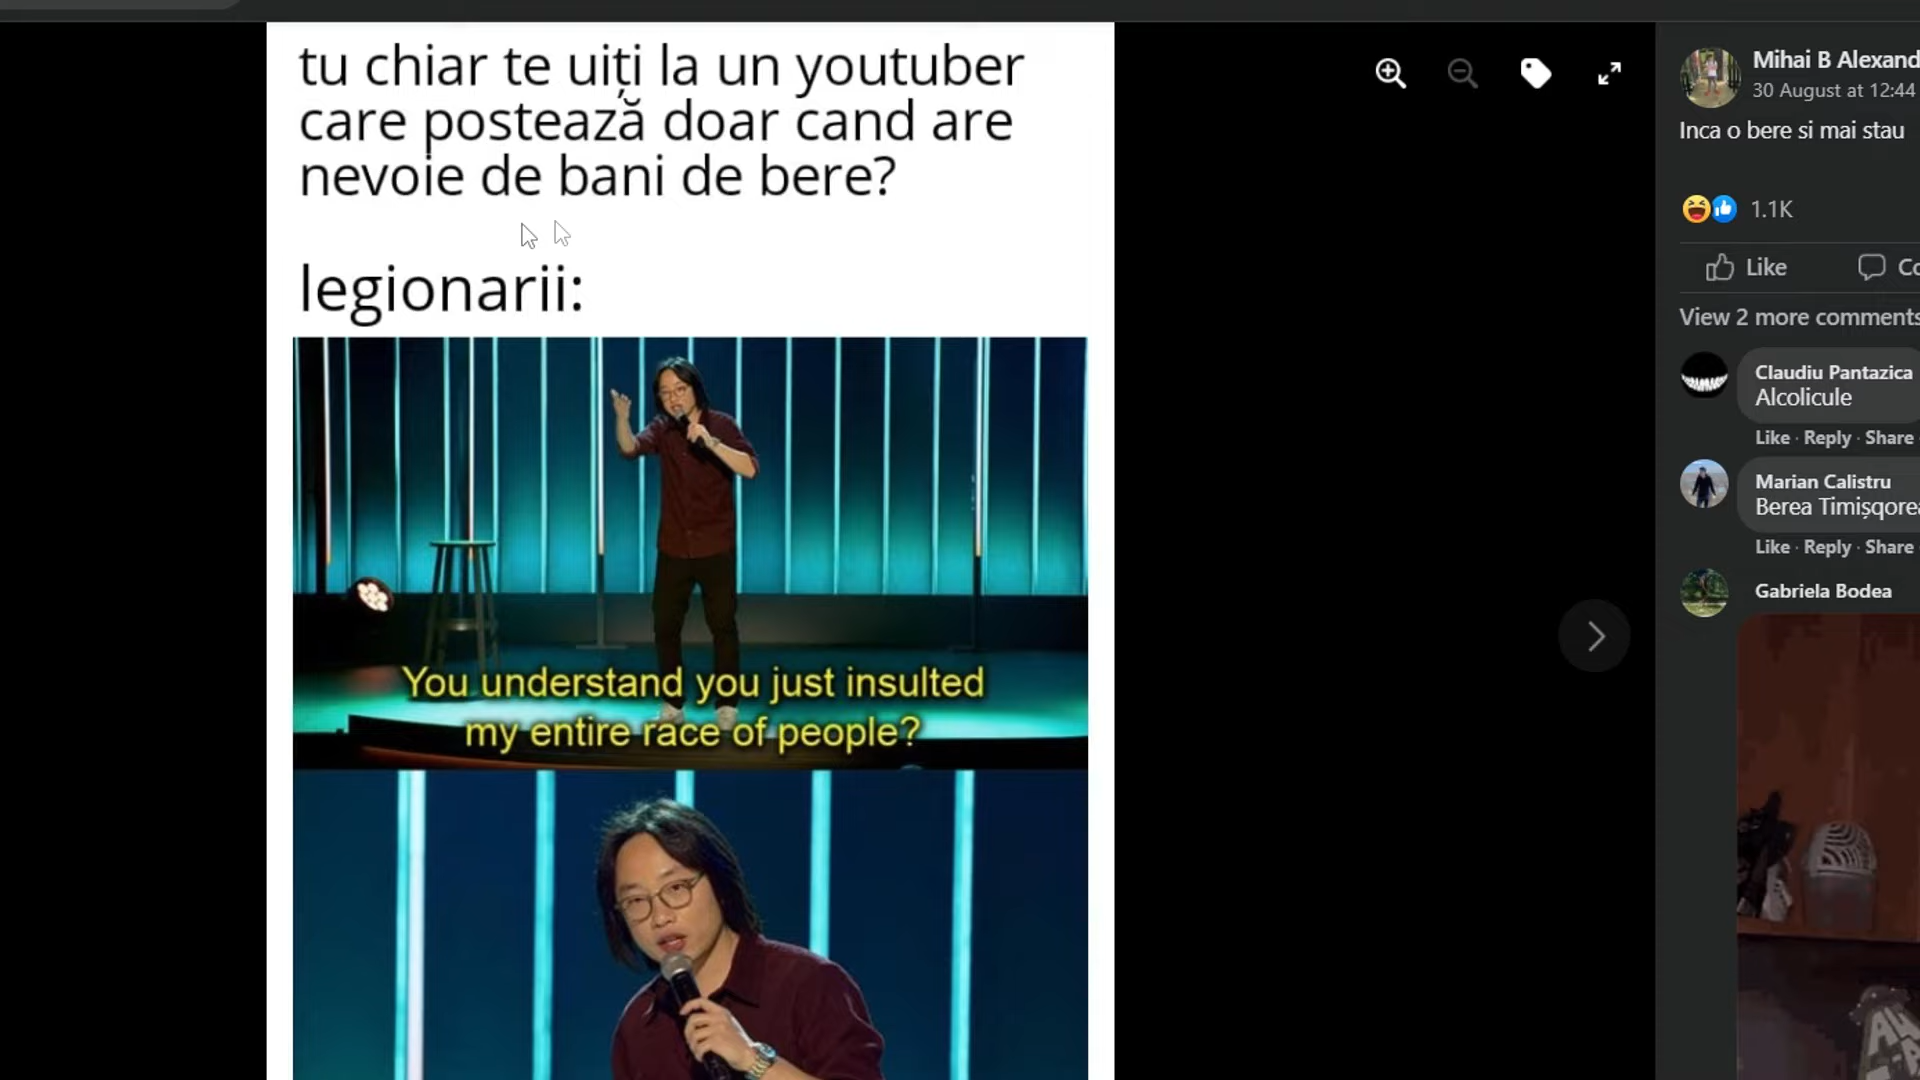 tu chiar te uiți la un youtuber
care postează doar cand are
nevoie de bani de bere?
legionarii:
You understand you just insulted
my entire race of people?
Mihai B Alexand
30 August at 12:44
Inca o bere si mai stau
1.1K
Like
Co
View 2 more comments
Claudiu Pantazica
Alcolicule
Like · Reply · Share
Marian Calistru
Berea Timișqorea
Like · Reply · Share
Gabriela Bodea